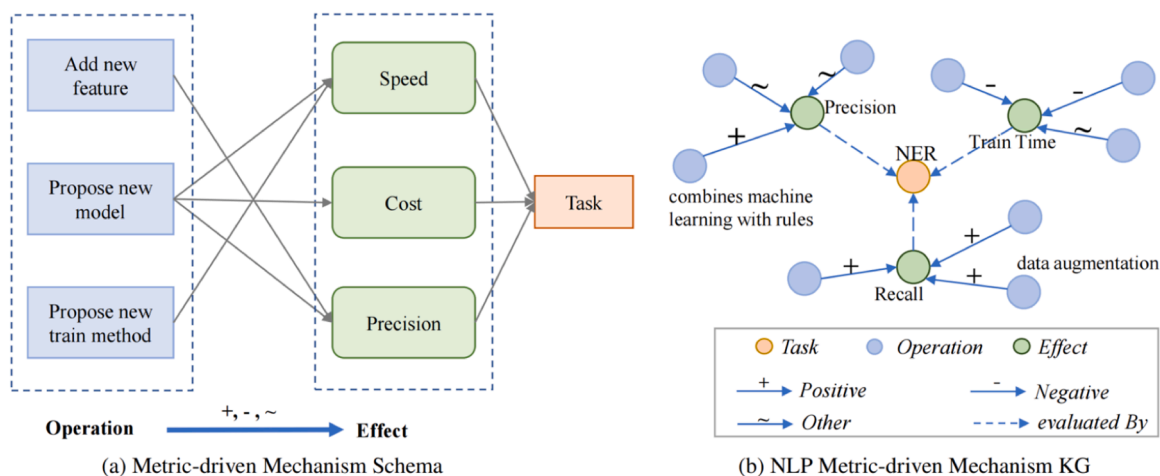 Add new
feature
Propose new
model
Propose new
train method
Speed
Cost
Precision
Task
+, - , ~
Operation
Effect
(a) Metric-driven Mechanism Schema
~
~
+
Precision
combines machine
learning with rules
-
-
~
Train Time
NER
+
+
+
Recall
data augmentation
Task
Operation
Effect
+
Positive
-
Negative
~
Other
evaluated By
(b) NLP Metric-driven Mechanism KG